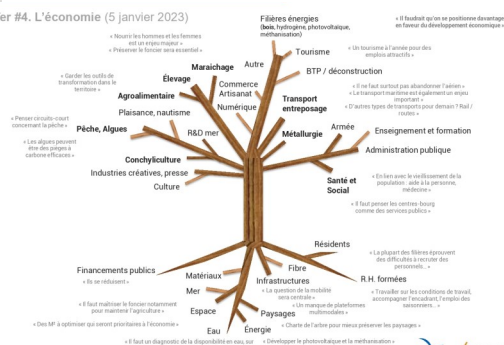 er #4. L'économie (5 janvier 2023)
Filières énergies
(bois, hydrogène, photovoltaïque,
méthanisation)
« Il faudrait qu'on se positionne davantage
en faveur du développement économique »
« Nourrir les hommes et les femmes
est un enjeu majeur »
« Préserver le foncier sera essentiel »
Tourisme
« Un tourisme à l'année pour des
emplois attractifs »
Autre
Maraichage
BTP / déconstruction
Élevage
« Garder les outils de
transformation dans le
territoire »
Commerce
Artisanat
« Il ne faut surtout pas abandonner l'aérien »
« Le transport maritime est également un enjeu
important »
« D'autres types de transports pour demain ? Rail /
routes »
Agroalimentaire
Numérique
Transport
entreposage
Plaisance, nautisme
« Penser circuits-court
concernant la pêche »
Pêche, Algues
R&D mer
Métallurgie
Armée
Enseignement et formation
« Les algues peuvent
être des pièges à
carbone efficaces »
Administration publique
Conchyliculture
Industries créatives, presse
Culture
Santé et
Social
« En lien avec le vieillissement de la
population : aide à la personne,
médecine »
« Il faut penser les centres-bourg
comme des services publics »
Résidents
« La plupart des filières éprouvent
des difficultés à recruter des
personnels... »
Financements publics
« Ils se réduisent »
Fibre
R.H. formées
Matériaux
Infrastructures
« La question de la mobilité
sera centrale »
« Travailler sur les conditions de travail,
accompagner l'encadrant, l'emploi des
saisonniers... »
Mer
« Un manque de plateformes
multimodales »
« Il faut maîtriser le foncier notamment
pour maintenir l'agriculture »
Espace
Paysages
« Charte de l'arbre pour mieux préserver les paysages »
« Des MP à optimiser qui seront prioritaires à l'économie »
Eau
Énergie
« Il faut un diagnostic de la disponibilité en eau, sur
« Développer le photovoltaïque et la méthanisation »